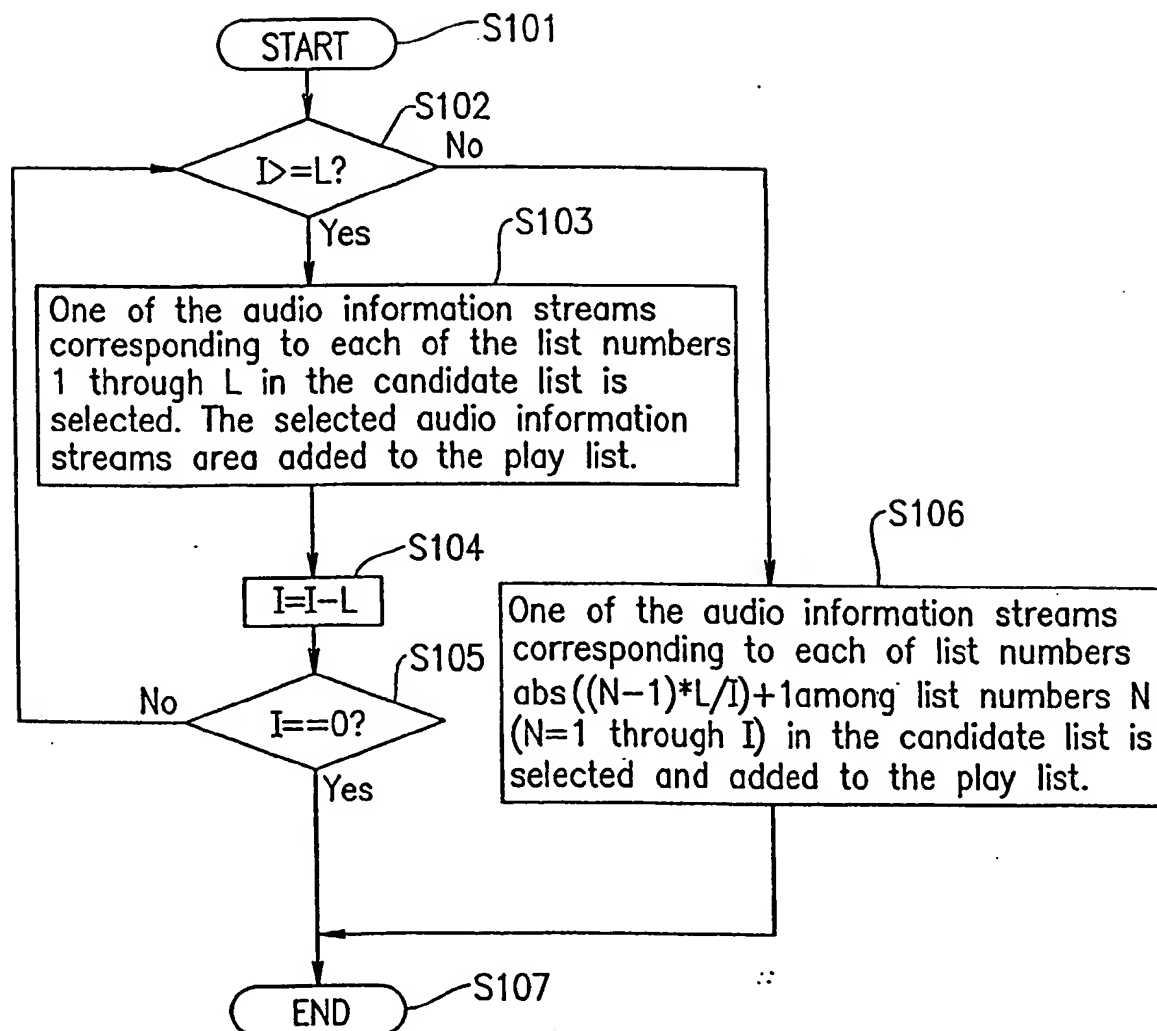 START
S101
S102
I>=L?
No
Yes
S103
One of the audio information streams
corresponding to each of the list numbers
1 through L in the candidate list is
selected. The selected audio information
streams area added to the play list.
S104
I=I-L
S105
No
I==0?
Yes
S106
One of the audio information streams
corresponding to each of list numbers
abs((N-1)*L/I)+1among list numbers N
(N=1 through I) in the candidate list is
selected and added to the play list.
END
S107